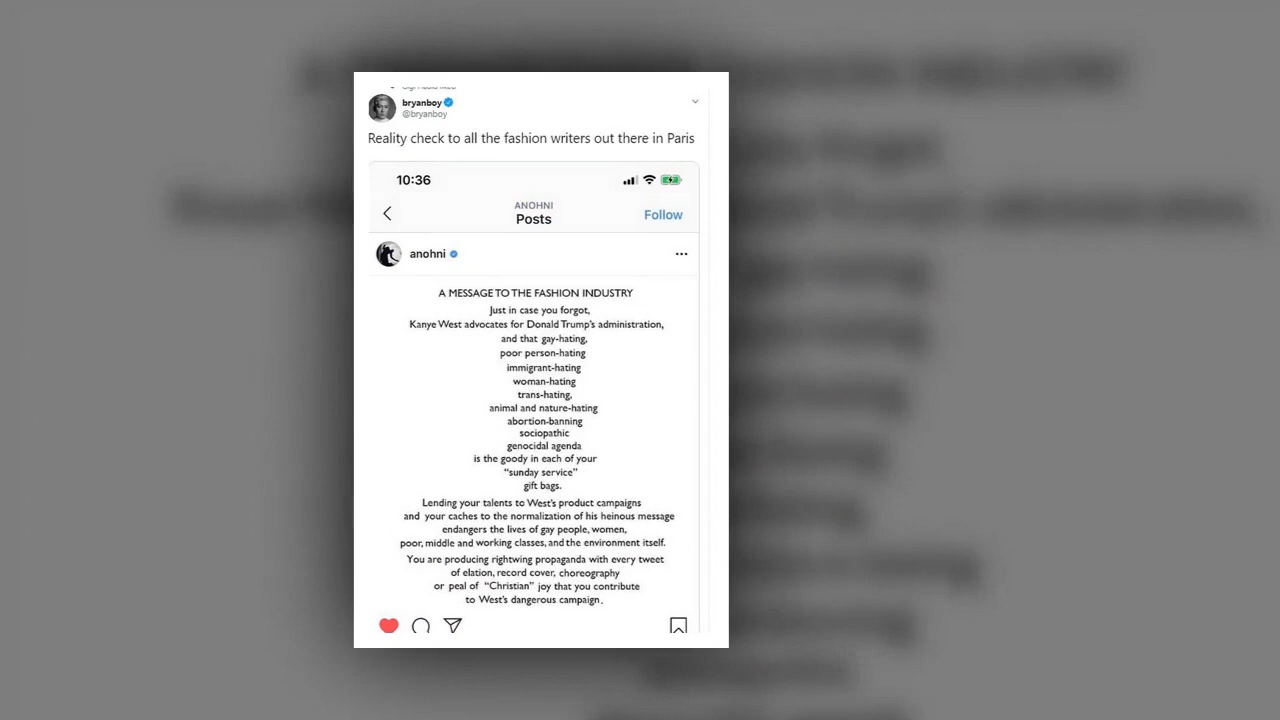 bryanboy
@bryanboy
Reality check to all the fashion writers out there in Paris
10:36
ANOHNI
Posts
Follow
anohni
A MESSAGE TO THE FASHION INDUSTRY
Just in case you forgot,
Kanye West advocates for Donald Trump's administration,
and that gay-hating,
poor person-hating
immigrant-hating
woman-hating
trans-hating,
animal and nature-hating
abortion-banning
sociopathic
genocidal agenda
is the goody in each of your
"sunday service"
gift bags.
Lending your talents to West's product campaigns
and your caches to the normalization of his heinous message
endangers the lives of gay people, women,
poor, middle and working classes, and the environment itself.
You are producing rightwing propaganda with every tweet
of elation, record cover, choreography
or peal of "Christian" joy that you contribute
to West's dangerous campaign.